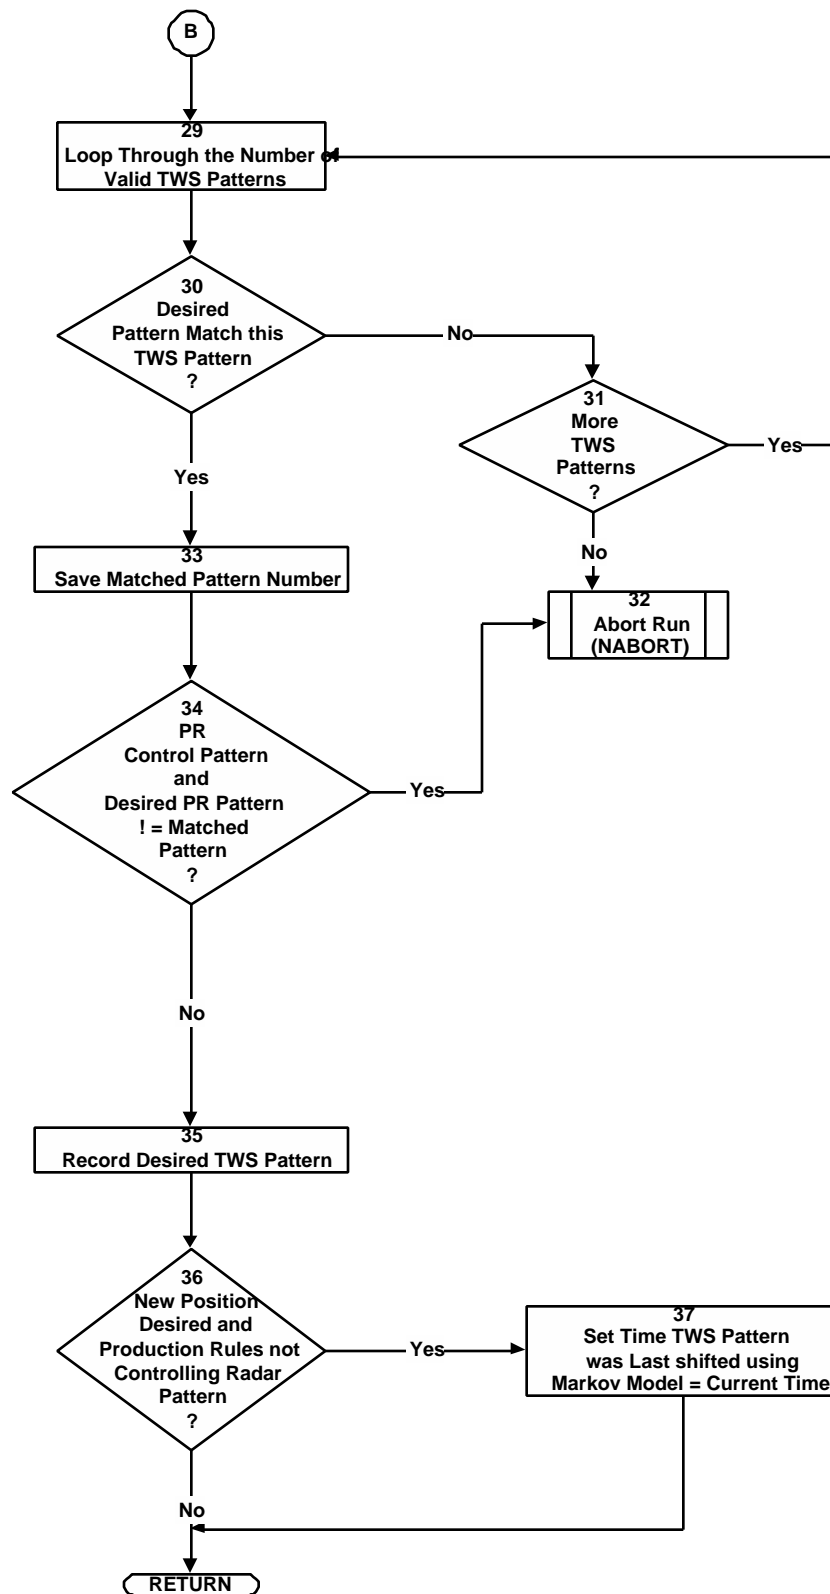 B
29
Loop Through the Number of
Valid TWS Patterns
30
Desired
Pattern Match this
TWS Pattern
?
No
31
More
TWS
Patterns
?
Yes
Yes
No
33
Save Matched Pattern Number
32
Abort Run
(NABORT)
34
PR
Control Pattern
and
Desired PR Pattern
! = Matched
Pattern
?
Yes
No
35
Record Desired TWS Pattern
36
New Position
Desired and
Production Rules not
Controlling Radar
Pattern
?
Yes
37
Set Time TWS Pattern
was Last shifted using
Markov Model = Current Time
No
RETURN